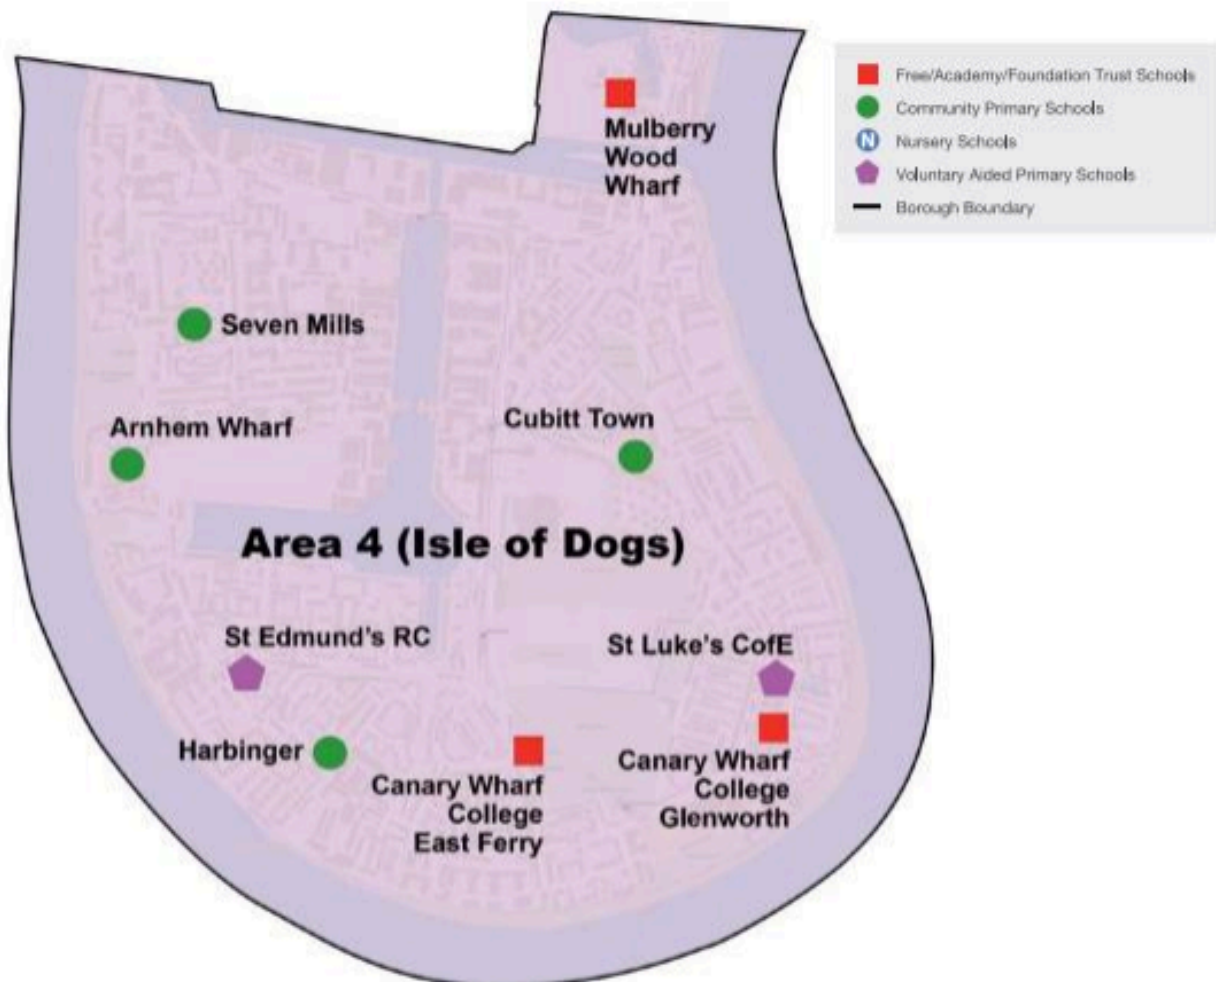 Free/Academy/Foundation Trust Schools
Community Primary Schools
N
Nursery Schools
Voluntary Aided Primary Schools
Borough Boundary
Mulberry
Wood
Wharf
Seven Mills
Arnhem Wharf
Cubitt Town
Area 4 (Isle of Dogs)
St Edmund's RC
St Luke's CofE
Harbinger
Canary Wharf
College
East Ferry
Canary Wharf
College
Glenworth